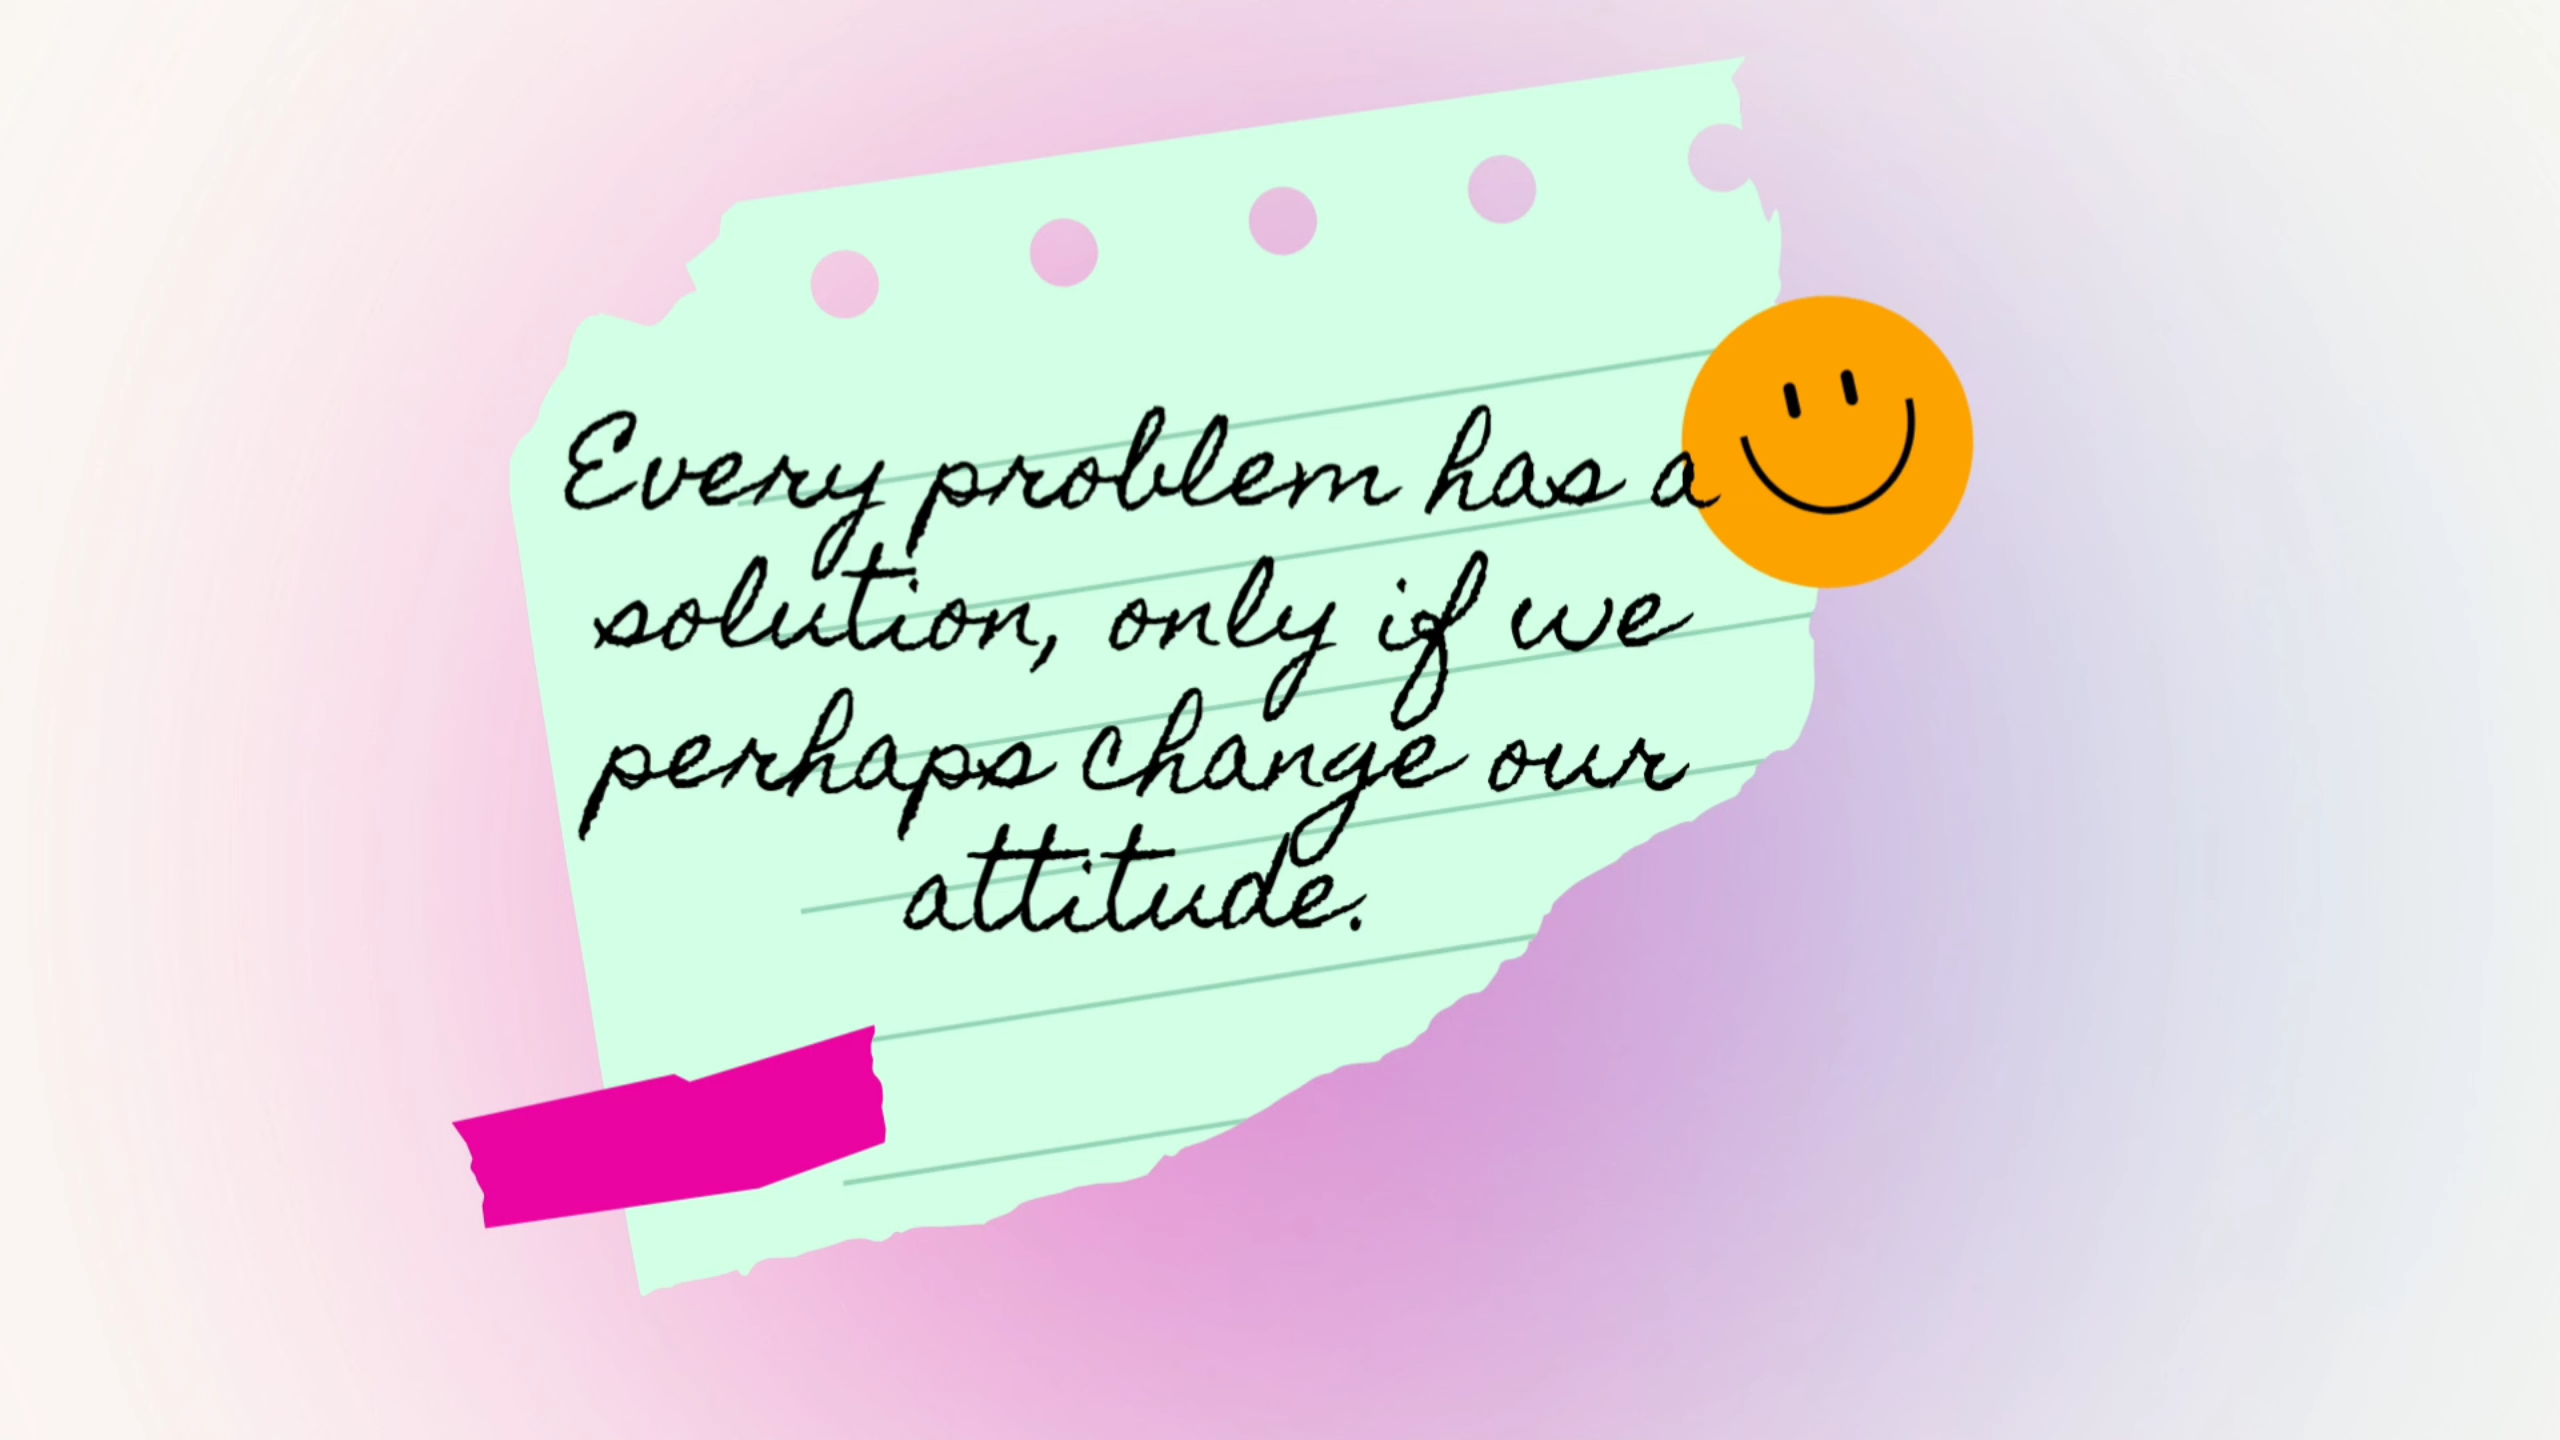 Every problem has a
solution, only if we
perhaps change our
attitude.